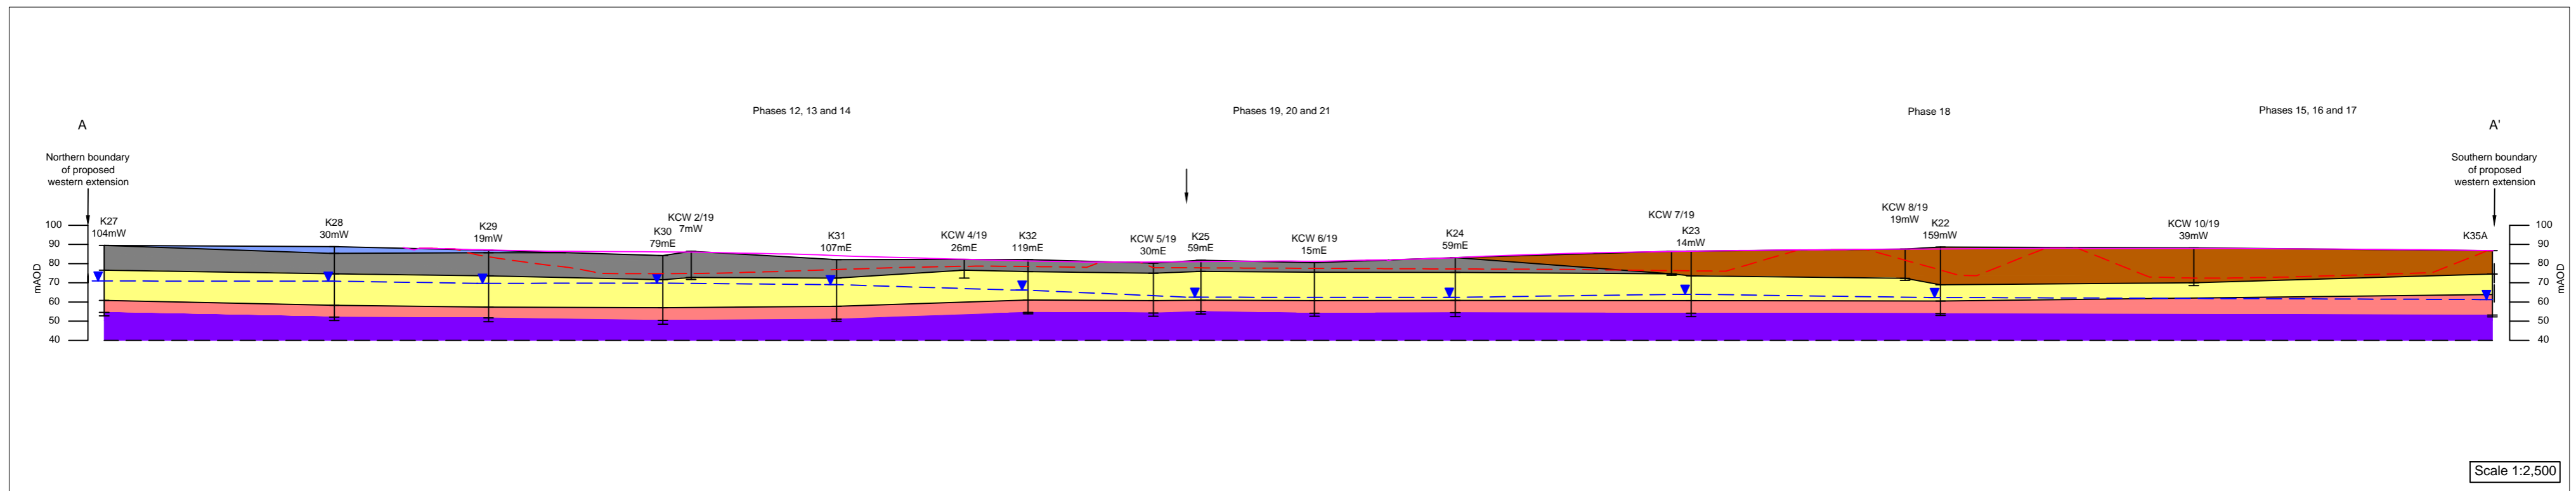 Phases 12, 13 and 14
Phases 19, 20 and 21
Phase 18
Phases 15, 16 and 17
A
A'
Northern boundary
of proposed
western extension
Southern boundary
of proposed
western extension
K27
104mW
K28
30mW
K29
19mW
K30
79mE
KCW 2/19
7mW
K31
107mE
KCW 4/19
26mE
K32
119mE
KCW 5/19
30mE
K25
59mE
KCW 6/19
15mE
K24
59mE
KCW 7/19
K23
14mW
KCW 8/19
19mW
K22
159mW
KCW 10/19
39mW
K35A
100
90
80
70
60
50
40
mAOD
100
90
80
70
60
50
40
mAOD
Scale 1:2,500